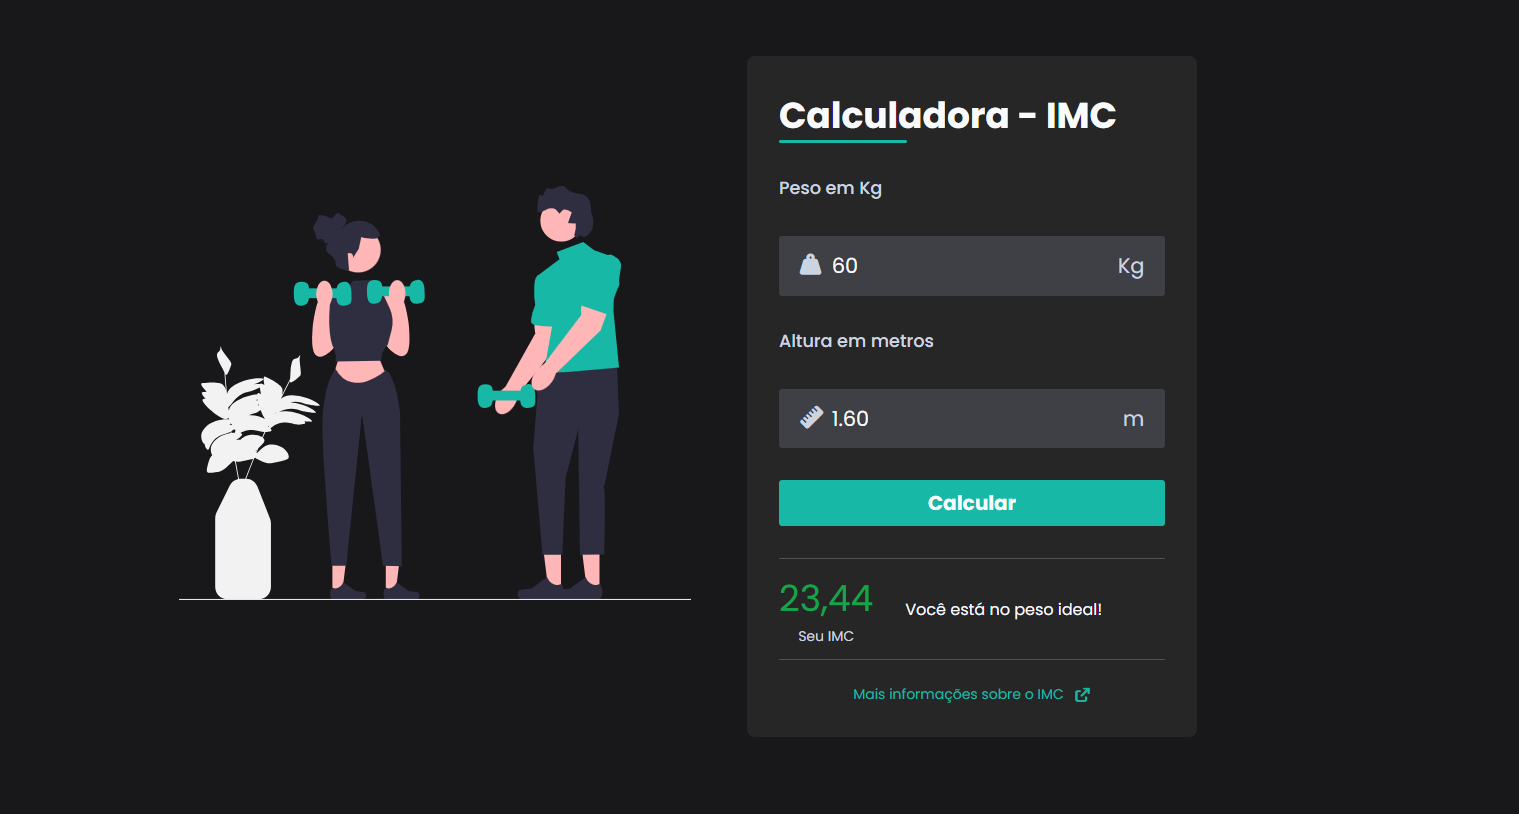 Calculadora - IMC
Peso em Kg
60 Kg
Altura em metros
1.60 m
Calcular
23,44
Seu IMC
Você está no peso ideal!
Mais informações sobre o IMC